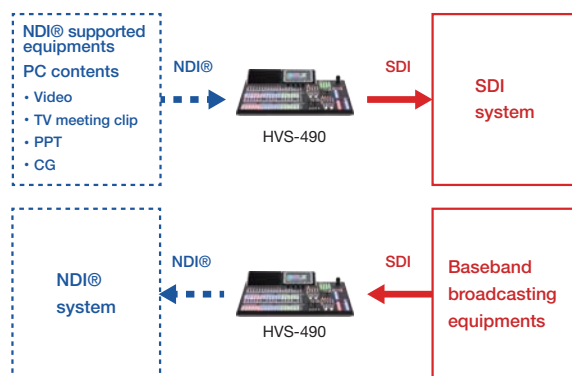 NDI® supported
equipments
PC contents
・Video
・TV meeting clip
・PPT
・CG
NDI®
HVS-490
SDI
SDI
system
NDI®
system
NDI®
HVS-490
SDI
Baseband
broadcasting
equipments